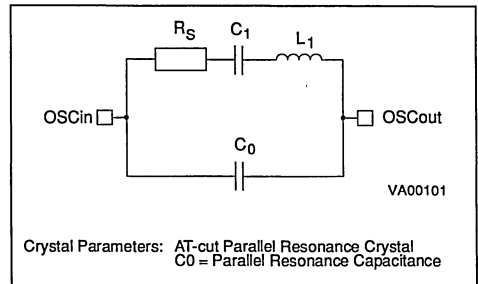 RS C1 L1
OSCin OSCout
C0
VA00101
Crystal Parameters: AT-cut Parallel Resonance Crystal
C0 = Parallel Resonance Capacitance